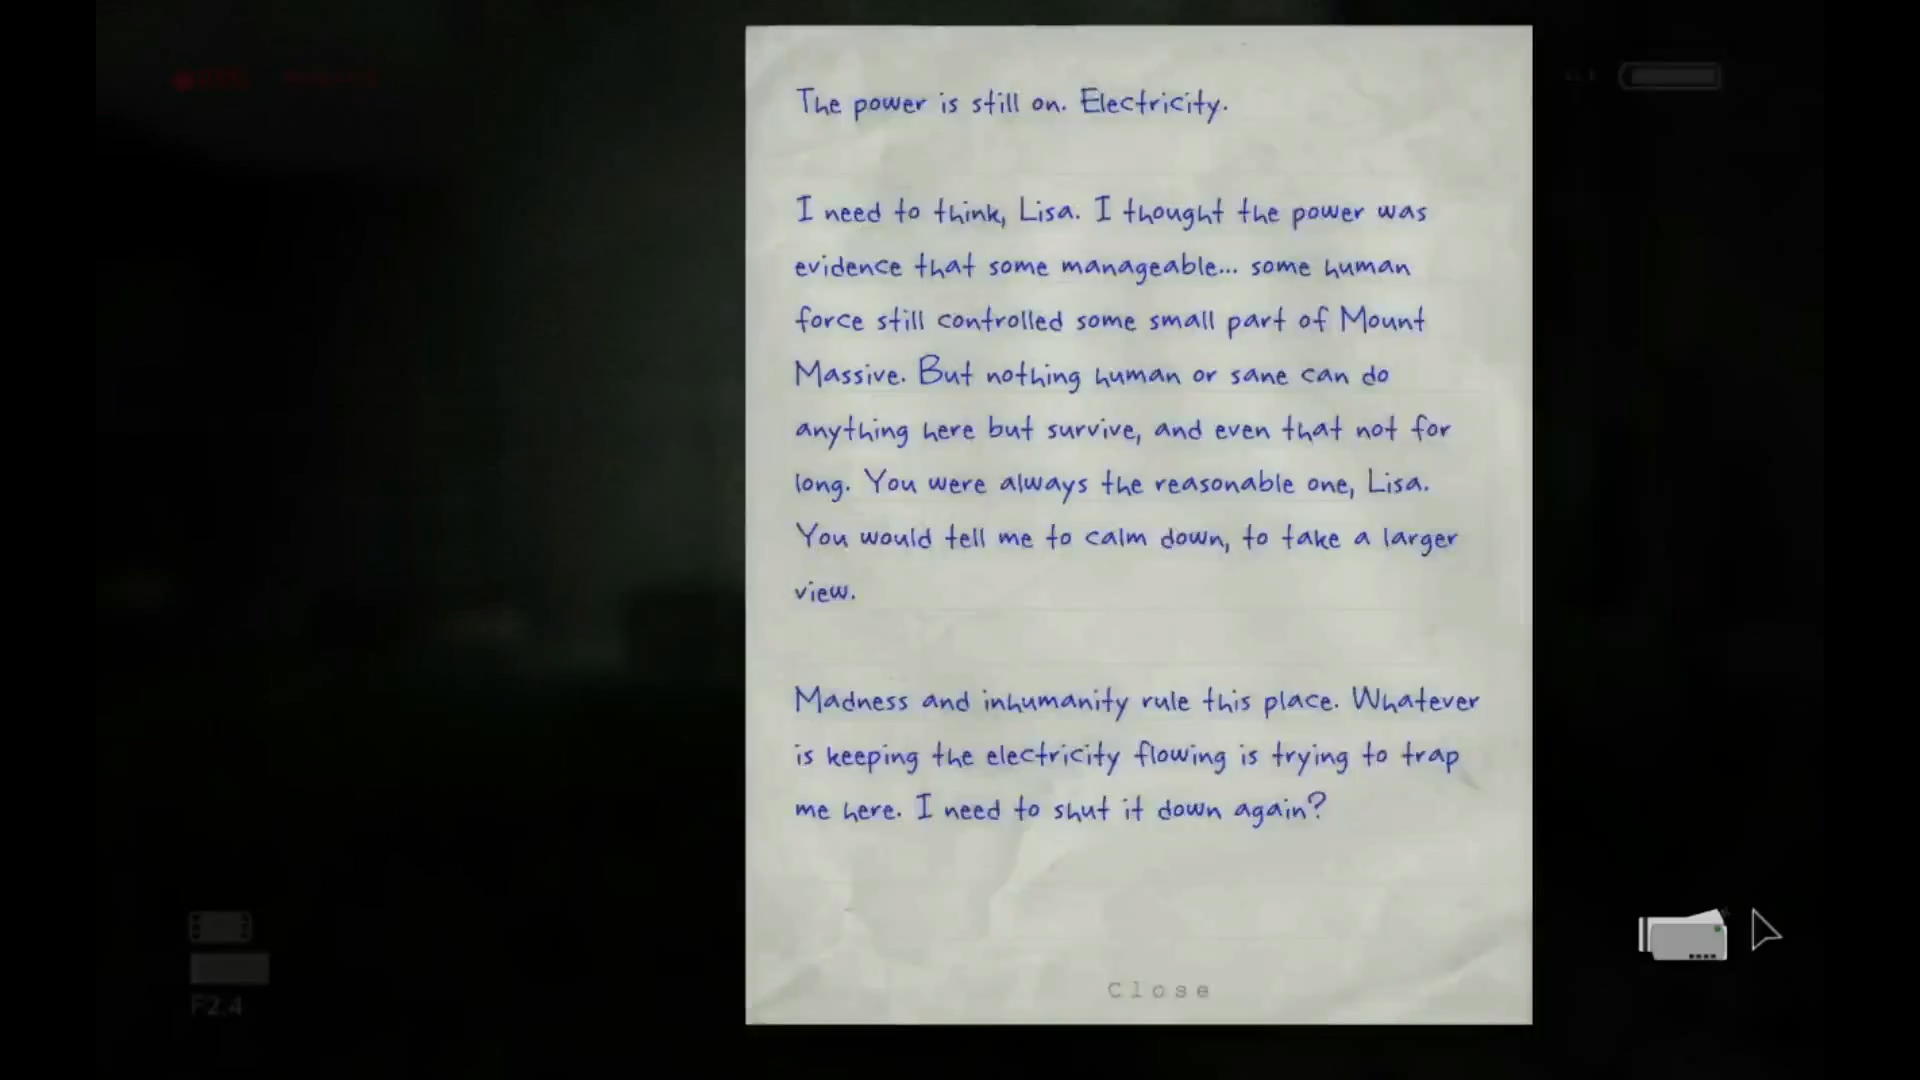 The power is still on. Electricity.
I need to think, Lisa. I thought the power was
evidence that some manageable... some human
force still controlled some small part of Mount
Massive. But nothing human or sane can do
anything here but survive, and even that not for
long. You were always the reasonable one, Lisa.
You would tell me to calm down, to take a larger
view.
Madness and inhumanity rule this place. Whatever
is keeping the electricity flowing is trying to trap
me here. I need to shut it down again?
Close
F2.4